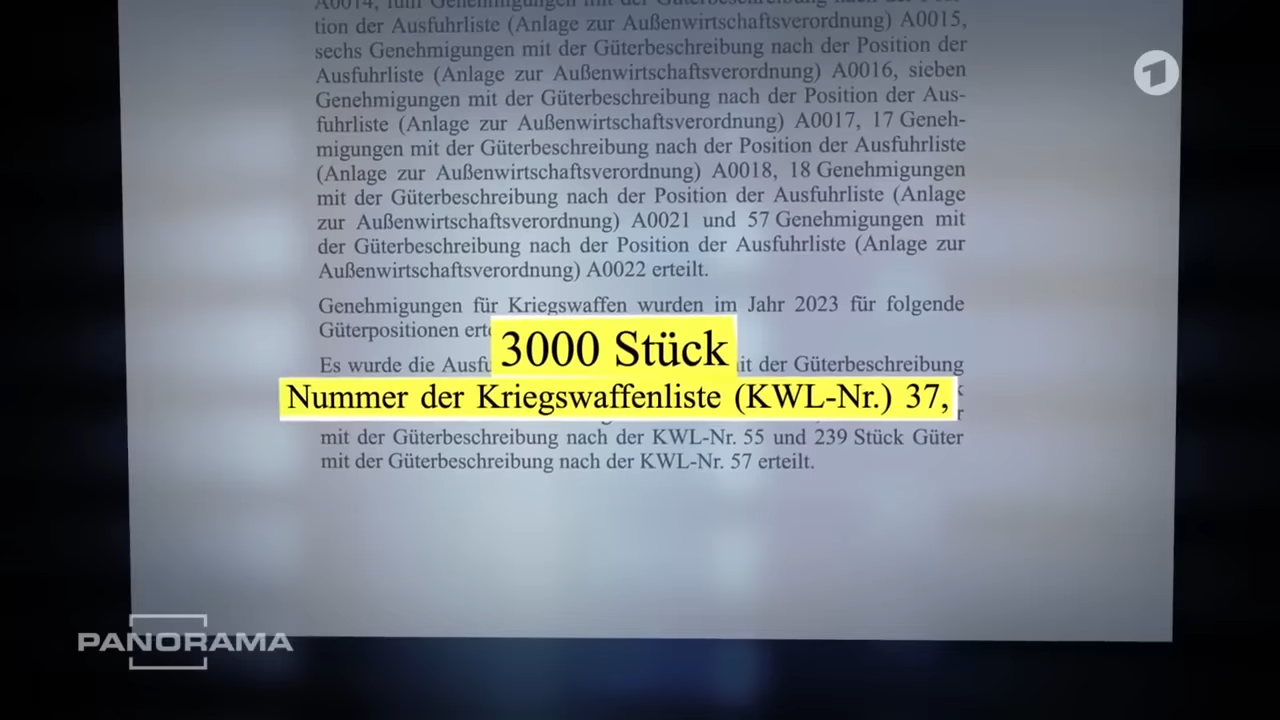 A0014, fünf Genehmigungen mit der Güterbeschreibung nach der Posi-
tion der Ausfuhrliste (Anlage zur Außenwirtschaftsverordnung) A0015,
sechs Genehmigungen mit der Güterbeschreibung nach der Position der
Ausfuhrliste (Anlage zur Außenwirtschaftsverordnung) A0016, sieben
Genehmigungen mit der Güterbeschreibung nach der Position der Aus-
fuhrliste (Anlage zur Außenwirtschaftsverordnung) A0017, 17 Geneh-
migungen mit der Güterbeschreibung nach der Position der Ausfuhrliste
(Anlage zur Außenwirtschaftsverordnung) A0018, 18 Genehmigungen
mit der Güterbeschreibung nach der Position der Ausfuhrliste (Anlage
zur Außenwirtschaftsverordnung) A0021 und 57 Genehmigungen mit
der Güterbeschreibung nach der Position der Ausfuhrliste (Anlage zur
Außenwirtschaftsverordnung) A0022 erteilt.
Genehmigungen für Kriegswaffen wurden im Jahr 2023 für folgende
Güterpositionen
3000 Stück
Es wurde die der Güterbeschreibung
Nummer der Kriegswaffenliste (KWL-Nr.) 37,
mit der Güterbeschreibung nach der KWL-Nr. 55 und 239 Stück Güter
mit der Güterbeschreibung nach der KWL-Nr. 57 erteilt.
1
PANORAMA